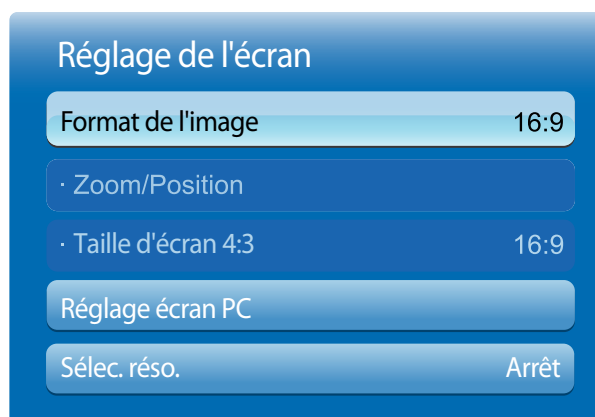 Réglage de l'écran
Format de l'image 16:9
· Zoom/Position
· Taille d'écran 4:3 16:9
Réglage écran PC
Sélec. réso. Arrêt